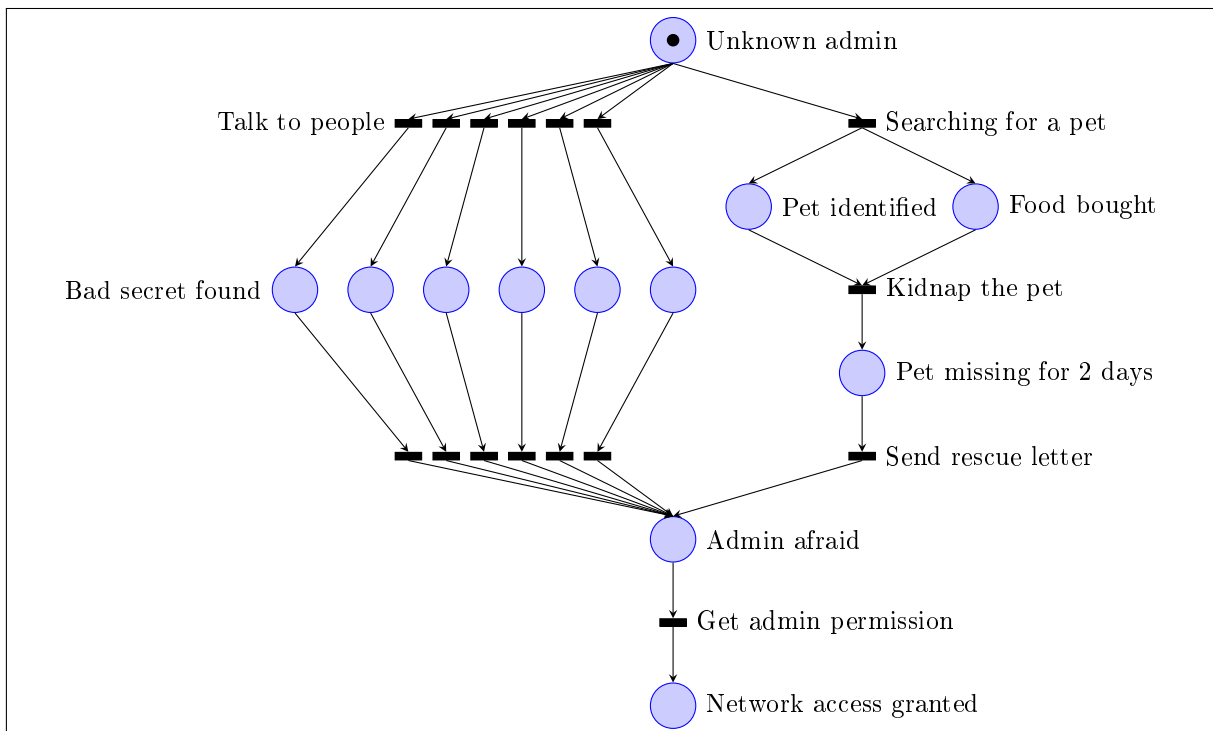 Unknown admin
Talk to people
Searching for a pet
Pet identified
Food bought
Bad secret found
Kidnap the pet
Pet missing for 2 days
Send rescue letter
Admin afraid
Get admin permission
Network access granted